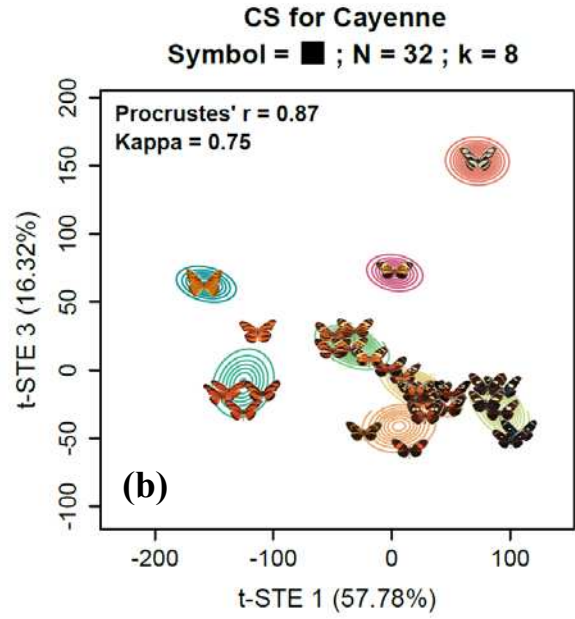 CS for Cayenne
Symbol = ■ ; N = 32 ; k = 8
Procrustes' r = 0.87
Kappa = 0.75
200
150
100
50
0
-50
-100
t-STE 3 (16.32%)
(b)
-200 -100 0 100
t-STE 1 (57.78%)